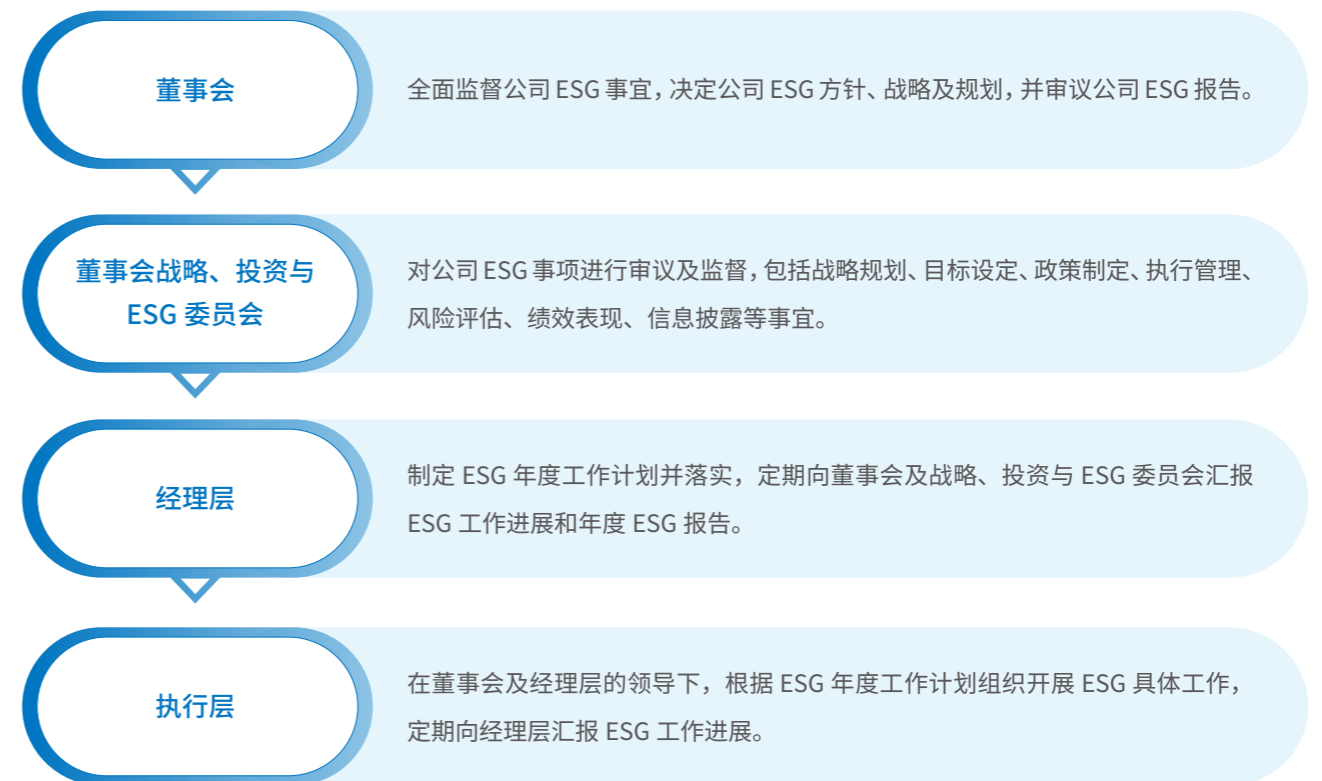 董事会
全面监督公司 ESG 事宜，决定公司 ESG 方针、战略及规划，并审议公司 ESG 报告。
董事会战略、投资与
ESG 委员会
对公司 ESG 事项进行审议及监督，包括战略规划、目标设定、政策制定、执行管理、
风险评估、绩效表现、信息披露等事宜。
经理层
制定 ESG 年度工作计划并落实，定期向董事会及战略、投资与 ESG 委员会汇报
ESG 工作进展和年度 ESG 报告。
执行层
在董事会及经理层的领导下，根据 ESG 年度工作计划组织开展 ESG 具体工作，
定期向经理层汇报 ESG 工作进展。